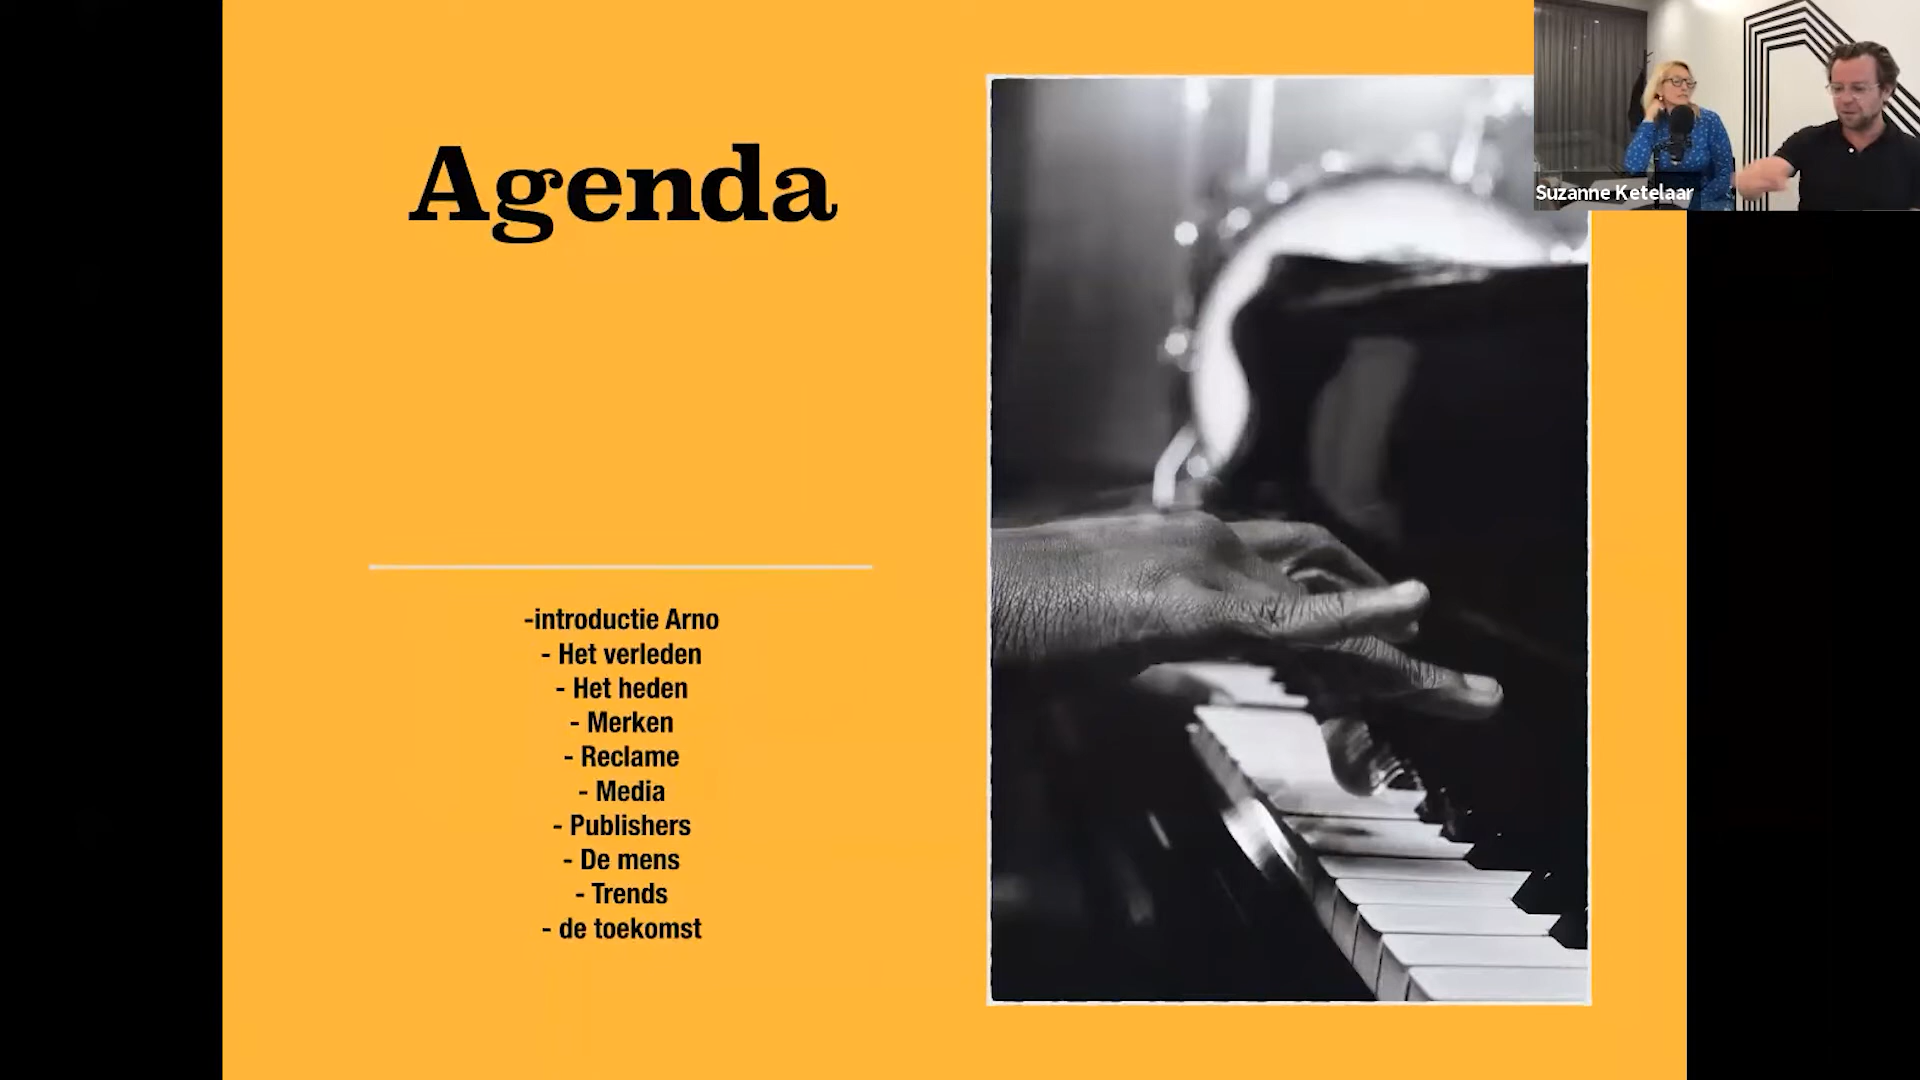 Agenda
Suzanne Ketelaar
-introductie Arno
- Het verleden
- Het heden
- Merken
- Reclame
- Media
- Publishers
- De mens
- Trends
- de toekomst